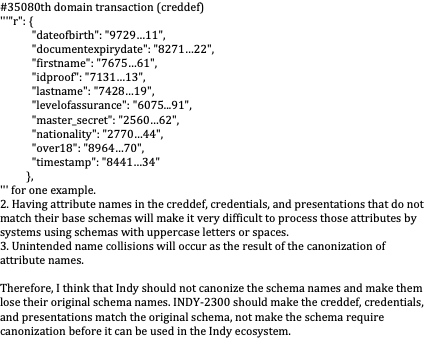 #35080th domain transaction (creddef)
'""r": {
"dateofbirth": "9729...11",
"documentexpirydate": "8271...22",
"firstname": "7675...61",
"idproof": "7131...13",
"lastname": "7428...19",
"levelofassurance": "6075...91",
"master_secret": "2560...62",
"nationality": "2770...44",
"over18": "8964...70",
"timestamp": "8441...34"
},
''' for one example.
2. Having attribute names in the creddef, credentials, and presentations that do not
match their base schemas will make it very difficult to process those attributes by
systems using schemas with uppercase letters or spaces.
3. Unintended name collisions will occur as the result of the canonization of
attribute names.
Therefore, I think that Indy should not canonize the schema names and make them
lose their original schema names. INDY-2300 should make the creddef, credentials,
and presentations match the original schema, not make the schema require
canonization before it can be used in the Indy ecosystem.